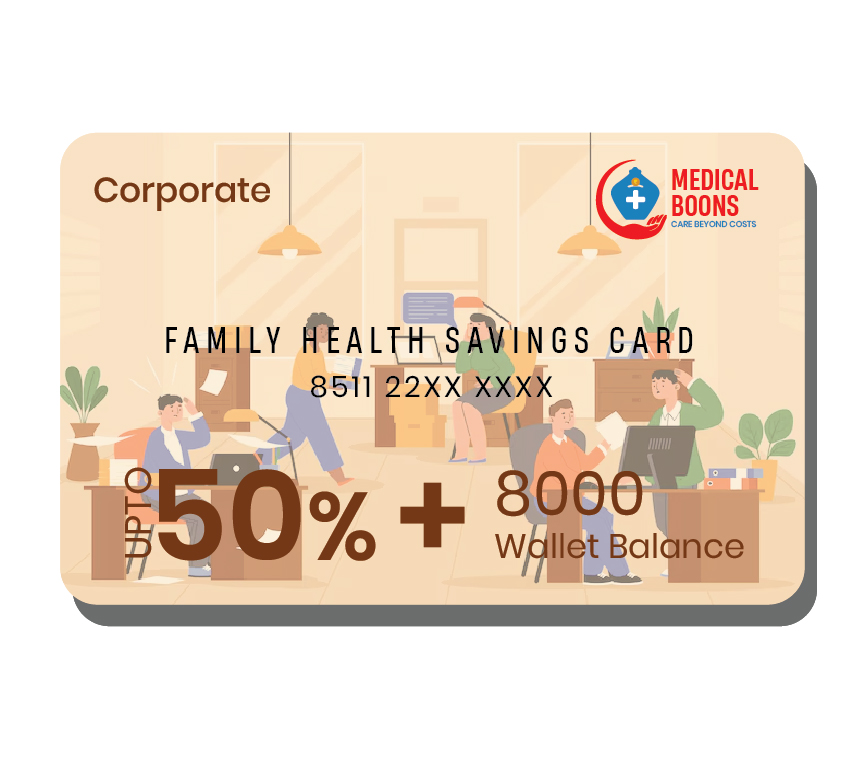 Corporate
MEDICAL
BOONS
CARE BEYOND COSTS
FAMILY HEALTH SAVINGS CARD
8511 22XX XXXX
UPTO 50% + 8000
Wallet Balance